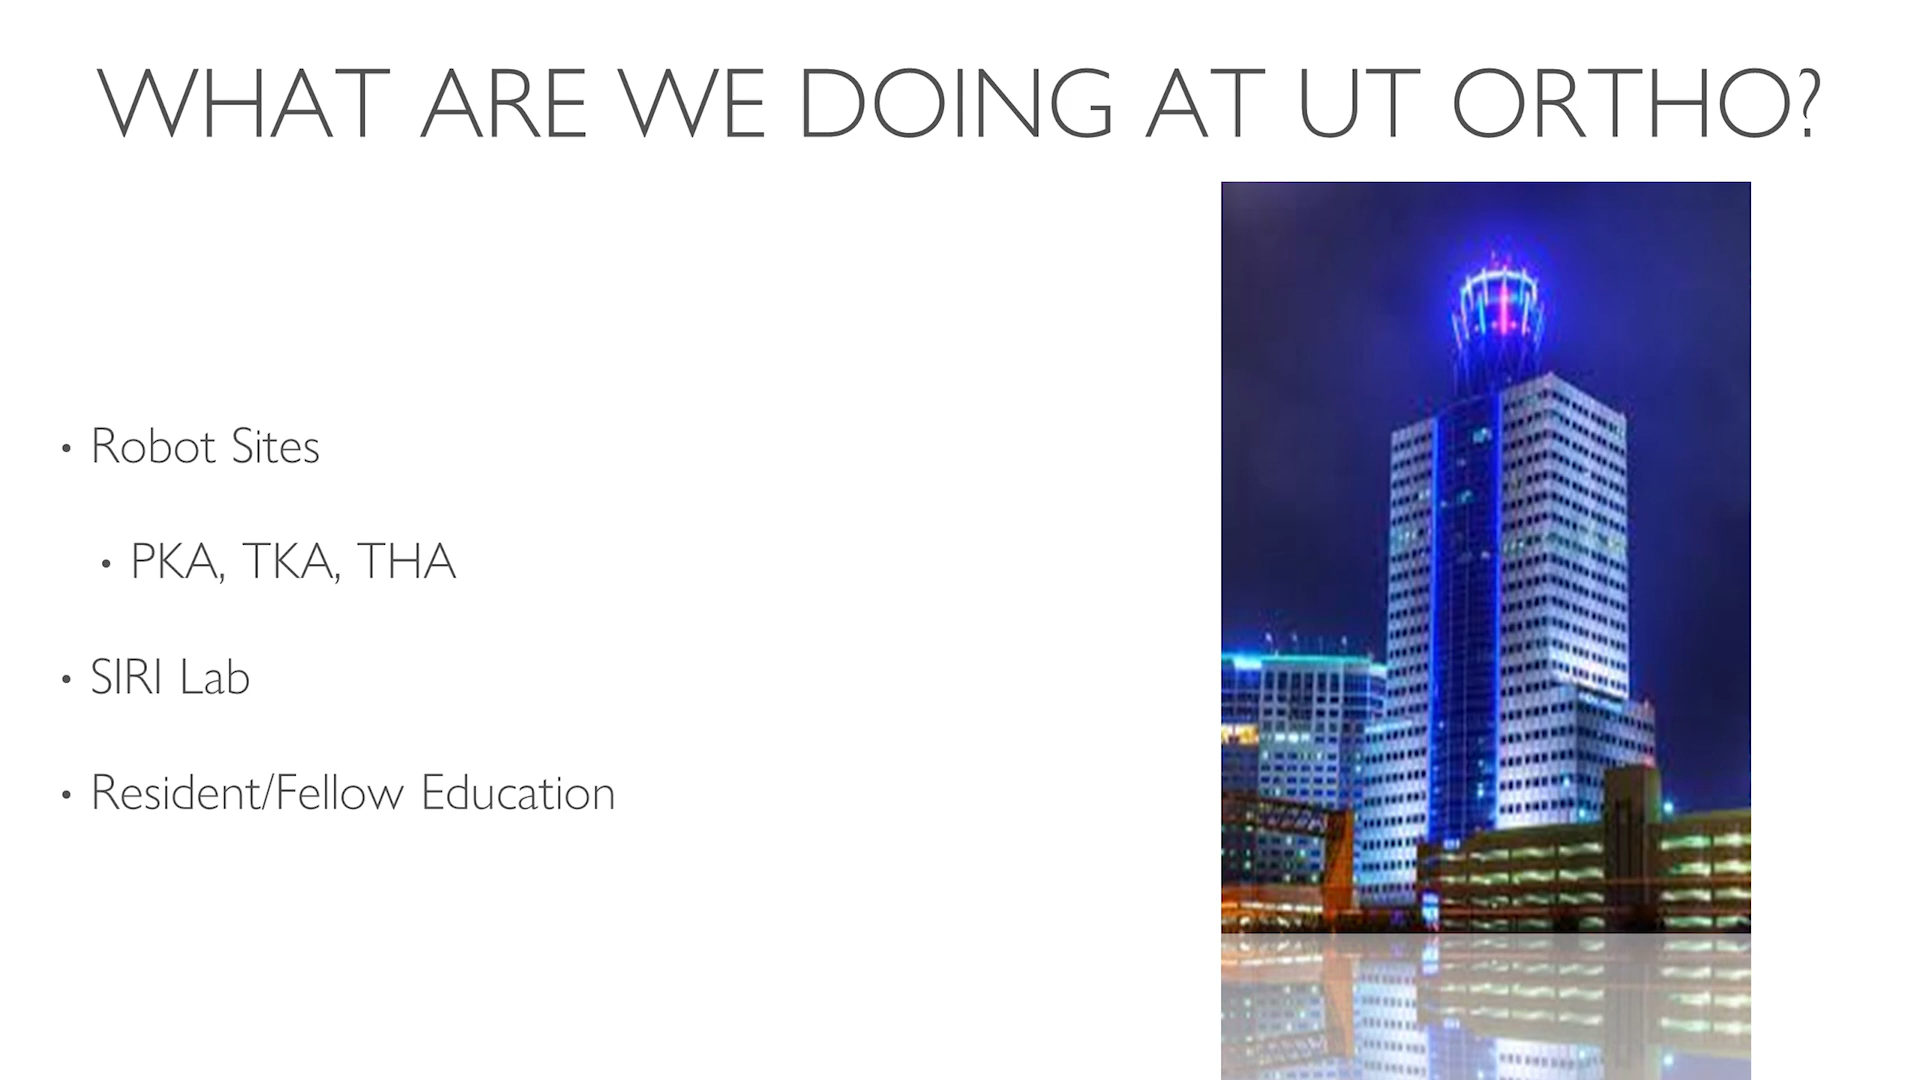 WHAT ARE WE DOING AT UT ORTHO?
• Robot Sites
• PKA, TKA, THA
• SIRI Lab
• Resident/Fellow Education